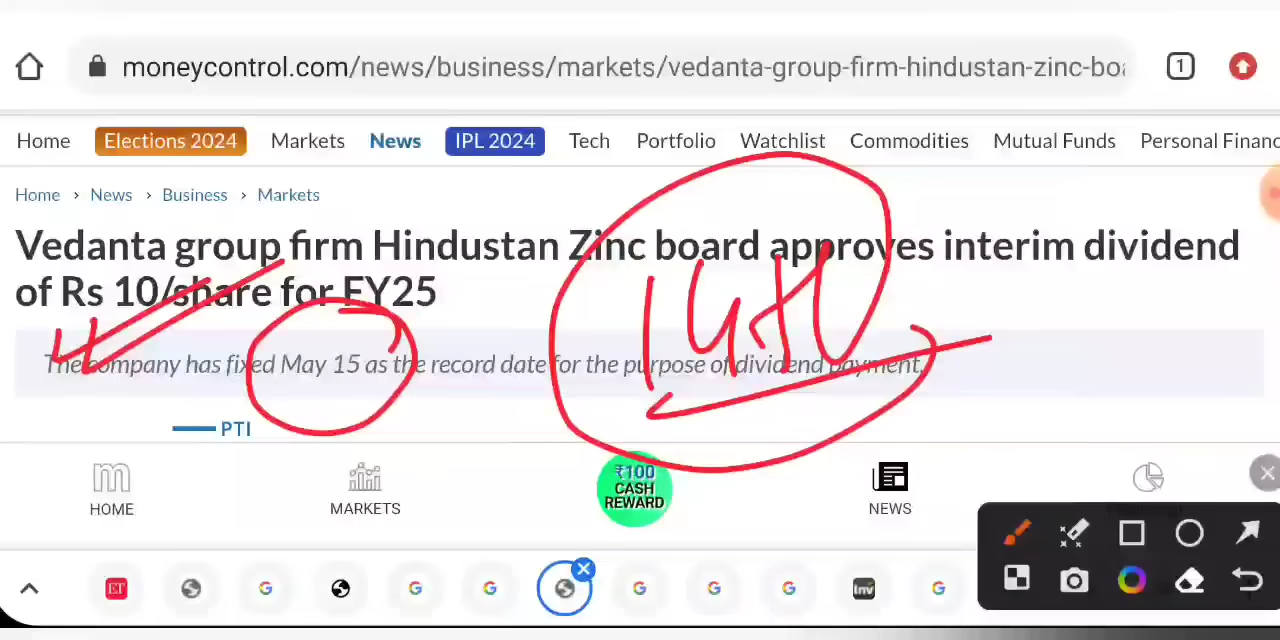 moneycontrol.com/news/business/markets/vedanta-group-firm-hindustan-zinc-boa
1
Home Elections 2024 Markets News IPL 2024 Tech Portfolio Watchlist Commodities Mutual Funds Personal Financ
Home > News > Business > Markets
Vedanta group firm Hindustan Zinc board approves interim dividend
of Rs 10/share for FY25
The company has fixed May 15 as the record date for the purpose of dividend payment.
14th
PTI
m
₹100
CASH
REWARD
HOME MARKETS NEWS
ET G G G G G G Inv G